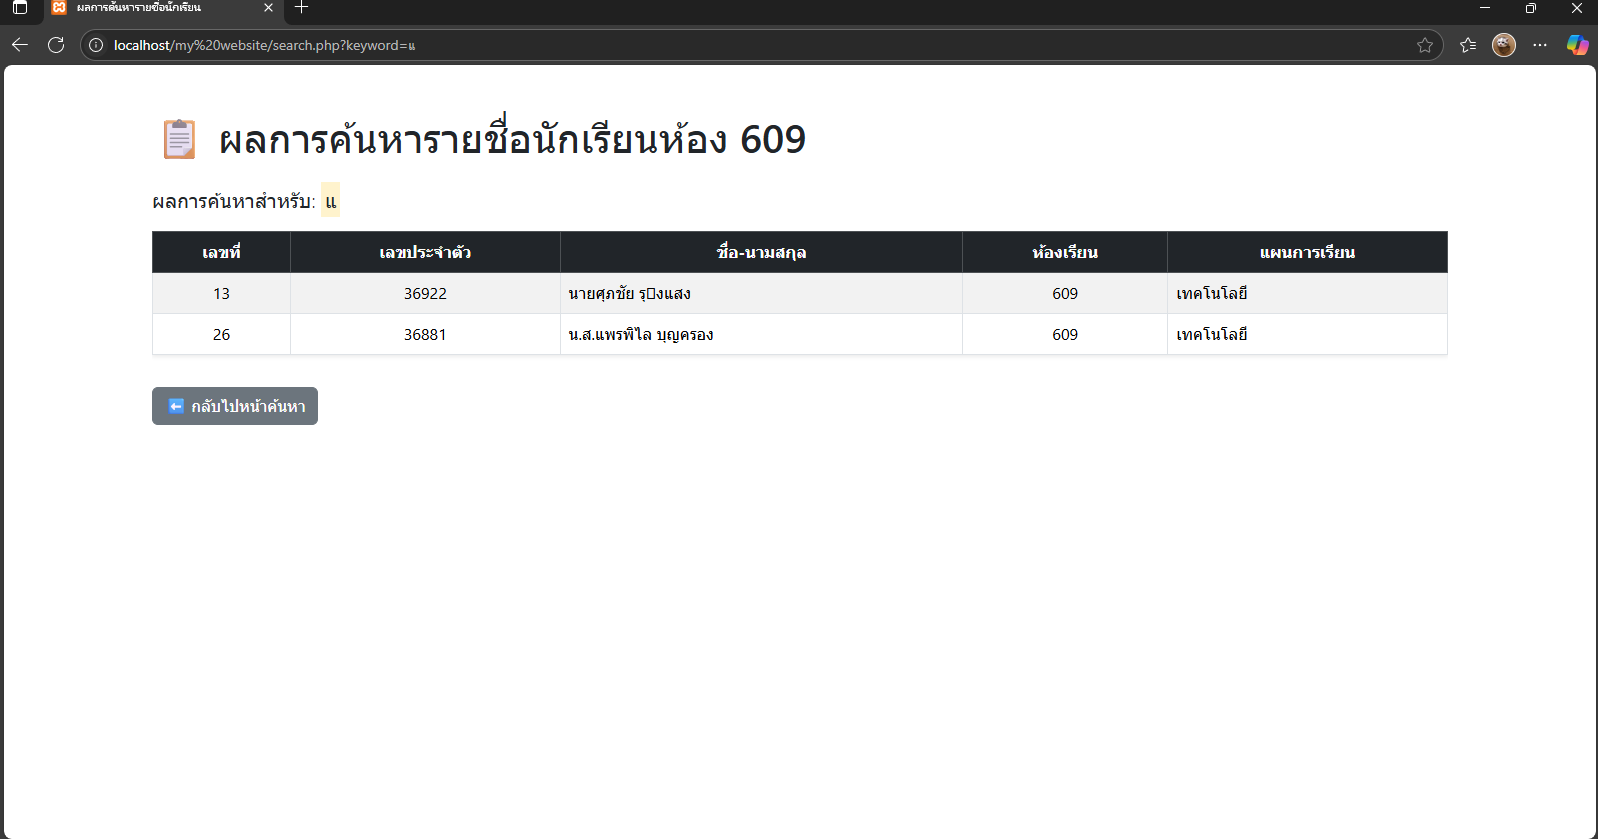 ผลการค้นหารายชื่อนักเรียน
localhost/my%20website/search.php?keyword=แ
ผลการค้นหารายชื่อนักเรียนห้อง 609
ผลการค้นหาสำหรับ: แ
เลขที่ เลขประจำตัว ชื่อ-นามสกุล ห้องเรียน แผนการเรียน
13 36922 นายศุภชัย 609 เทคโนโลยี
26 36881 น.ส.แพรพิไล บุญครอง 609 เทคโนโลยี
กลับไปหน้าค้นหา